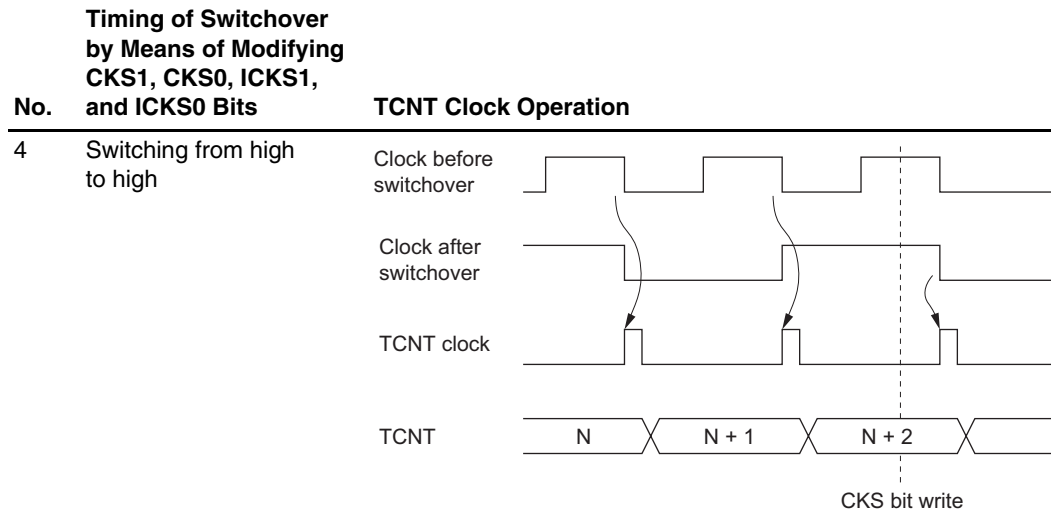 Timing of Switchover
by Means of Modifying
CKS1, CKS0, ICKS1,
No. and ICKS0 Bits TCNT Clock Operation
4 Switching from high
to high
Clock before
switchover
Clock after
switchover
TCNT clock
TCNT N N + 1 N + 2
CKS bit write